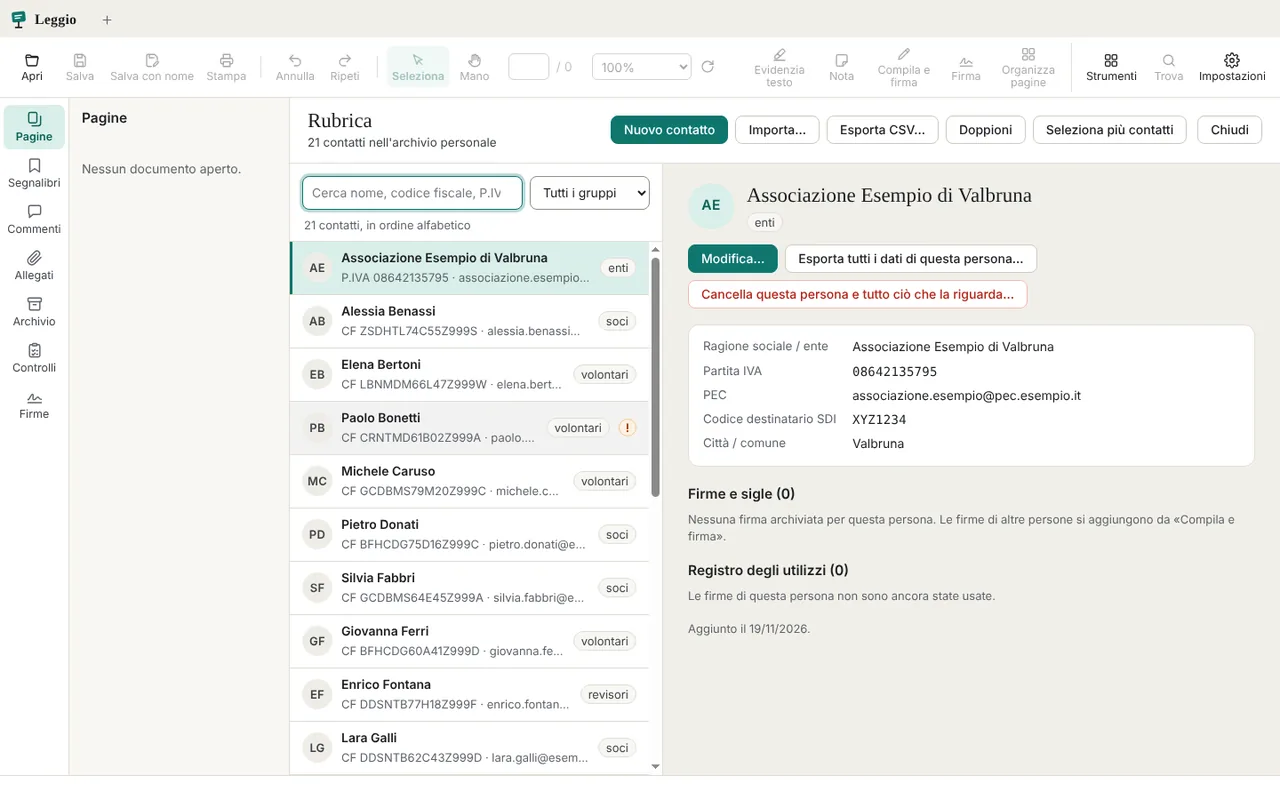 Leggio
Apri
Salva
Salva con nome
Stampa
Annulla
Ripeti
Seleziona
Mano
/ 0
100%
Evidenzia testo
Nota
Compila e firma
Firma
Organizza pagine
Strumenti
Trova
Impostazioni
Pagine
Segnalibri
Commenti
Allegati
Archivio
Controlli
Firme
Pagine
Nessun documento aperto.
Rubrica
21 contatti nell'archivio personale
Nuovo contatto
Importa...
Esporta CSV...
Doppioni
Seleziona più contatti
Chiudi
Cerca nome, codice fiscale, P.IV
Tutti i gruppi
21 contatti, in ordine alfabetico
AE
Associazione Esempio di Valbruna
P.IVA 08642135795 · associazione.esempio...
enti
AB
Alessia Benassi
CF ZSDHTL74C55Z999S · alessia.benassi...
soci
EB
Elena Bertoni
CF LBNMDM66L47Z999W · elena.bert...
volontari
PB
Paolo Bonetti
CF CRNTMD61B02Z999A · paolo....
volontari
!
MC
Michele Caruso
CF GCDBMS79M20Z999C · michele.c...
volontari
PD
Pietro Donati
CF BFHCDG75D16Z999C · pietro.donati@e...
soci
SF
Silvia Fabbri
CF GCDBMS64E45Z999A · silvia.fabbri@e...
soci
GF
Giovanna Ferri
CF BFHCDG60A41Z999D · giovanna.fe...
volontari
EF
Enrico Fontana
CF DDSNTB77H18Z999F · enrico.fontan...
revisori
LG
Lara Galli
CF DDSNTB62C43Z999D · lara.galli@esem...
soci
AE
Associazione Esempio di Valbruna
enti
Modifica...
Esporta tutti i dati di questa persona...
Cancella questa persona e tutto ciò che la riguarda...
Ragione sociale / ente
Associazione Esempio di Valbruna
Partita IVA
08642135795
PEC
associazione.esempio@pec.esempio.it
Codice destinatario SDI
XYZ1234
Città / comune
Valbruna
Firme e sigle (0)
Nessuna firma archiviata per questa persona. Le firme di altre persone si aggiungono da «Compila e
firma».
Registro degli utilizzi (0)
Le firme di questa persona non sono ancora state usate.
Aggiunto il 19/11/2026.